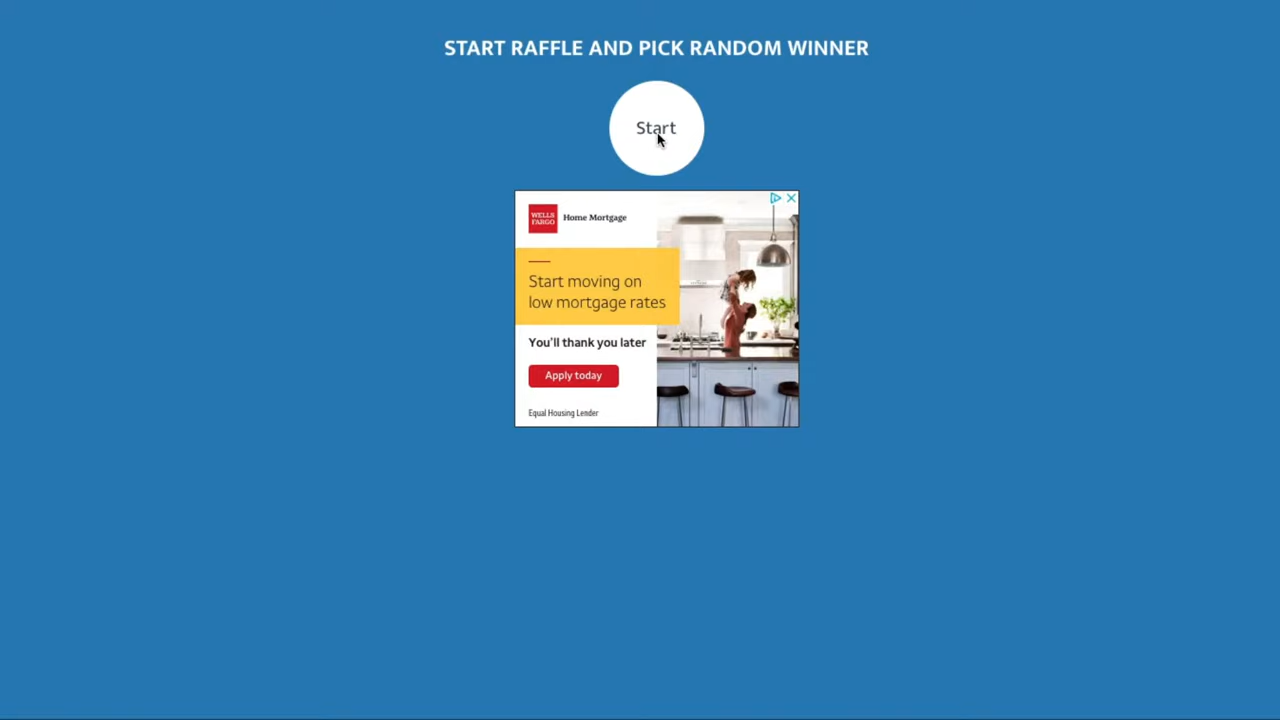 START RAFFLE AND PICK RANDOM WINNER
Start
WELLS
FARGO
Home Mortgage
Start moving on
low mortgage rates
You'll thank you later
Apply today
Equal Housing Lender